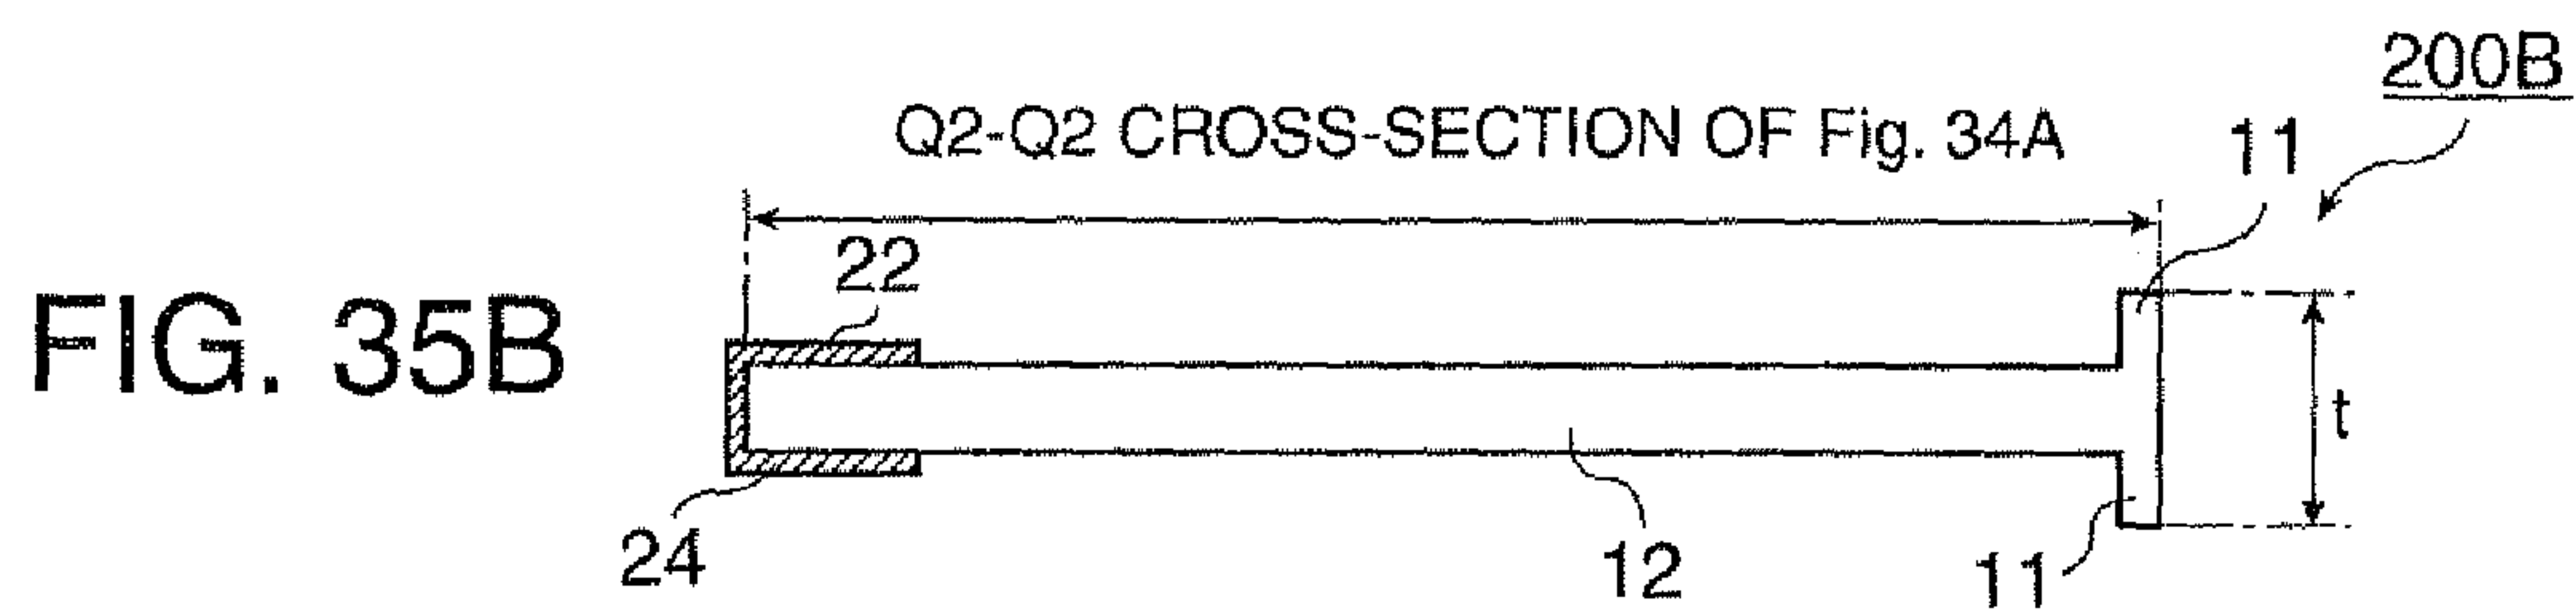 200B
Q2-Q2 CROSS-SECTION OF Fig. 34A
11
22
FIG. 35B
t
24
12
11